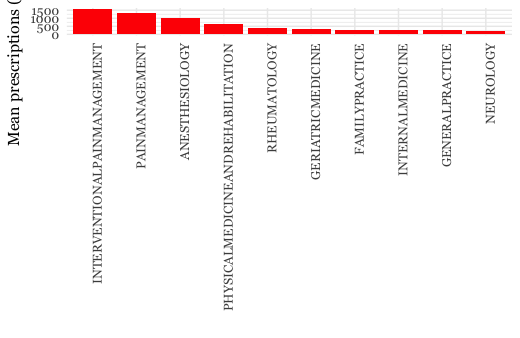 Mean prescriptions (
1500
1000
500
0
INTERVENTIONALPAINMANAGEMENT
PAINMANAGEMENT
ANESTHESIOLOGY
PHYSICALMEDICINEANDREHABILITATION
RHEUMATOLOGY
GERIATRICMEDICINE
FAMILYPRACTICE
INTERNALMEDICINE
GENERALPRACTICE
NEUROLOGY